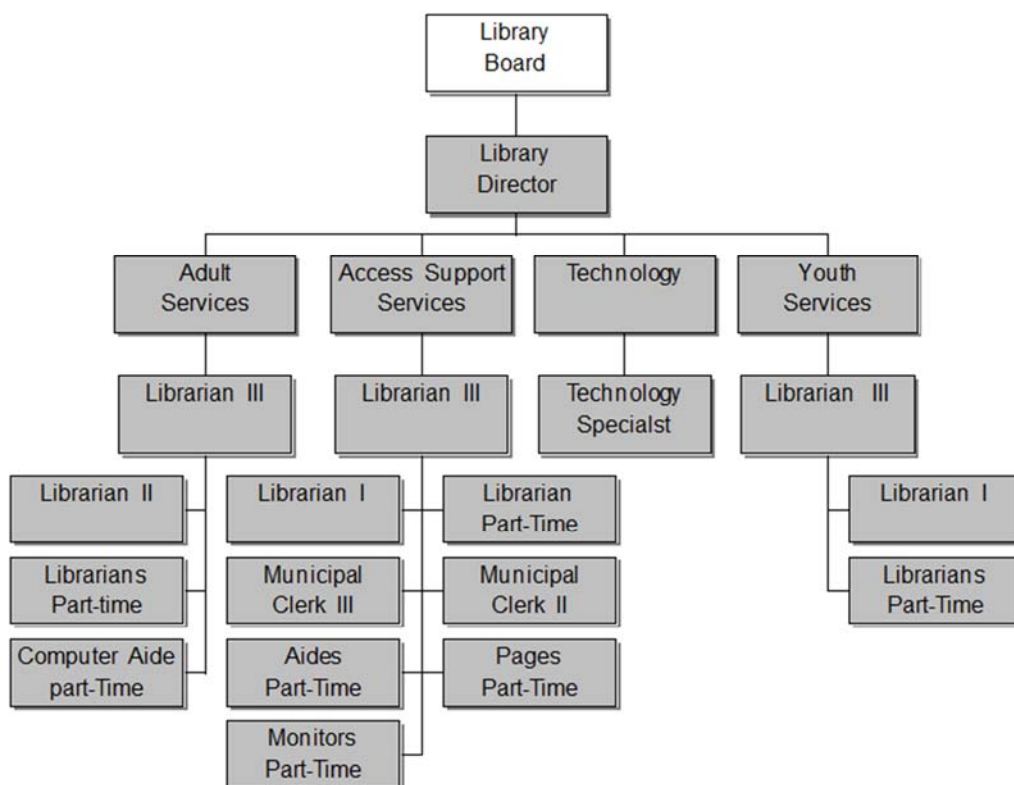 Library
Board
Library
Director
Adult
Services
Access Support
Services
Technology
Youth
Services
Librarian III
Librarian III
Technology
Specialst
Librarian III
Librarian II
Librarian I
Librarian
Part-Time
Librarian I
Librarians
Part-time
Municipal
Clerk III
Municipal
Clerk II
Librarians
Part-Time
Computer Aide
part-Time
Aides
Part-Time
Pages
Part-Time
Monitors
Part-Time